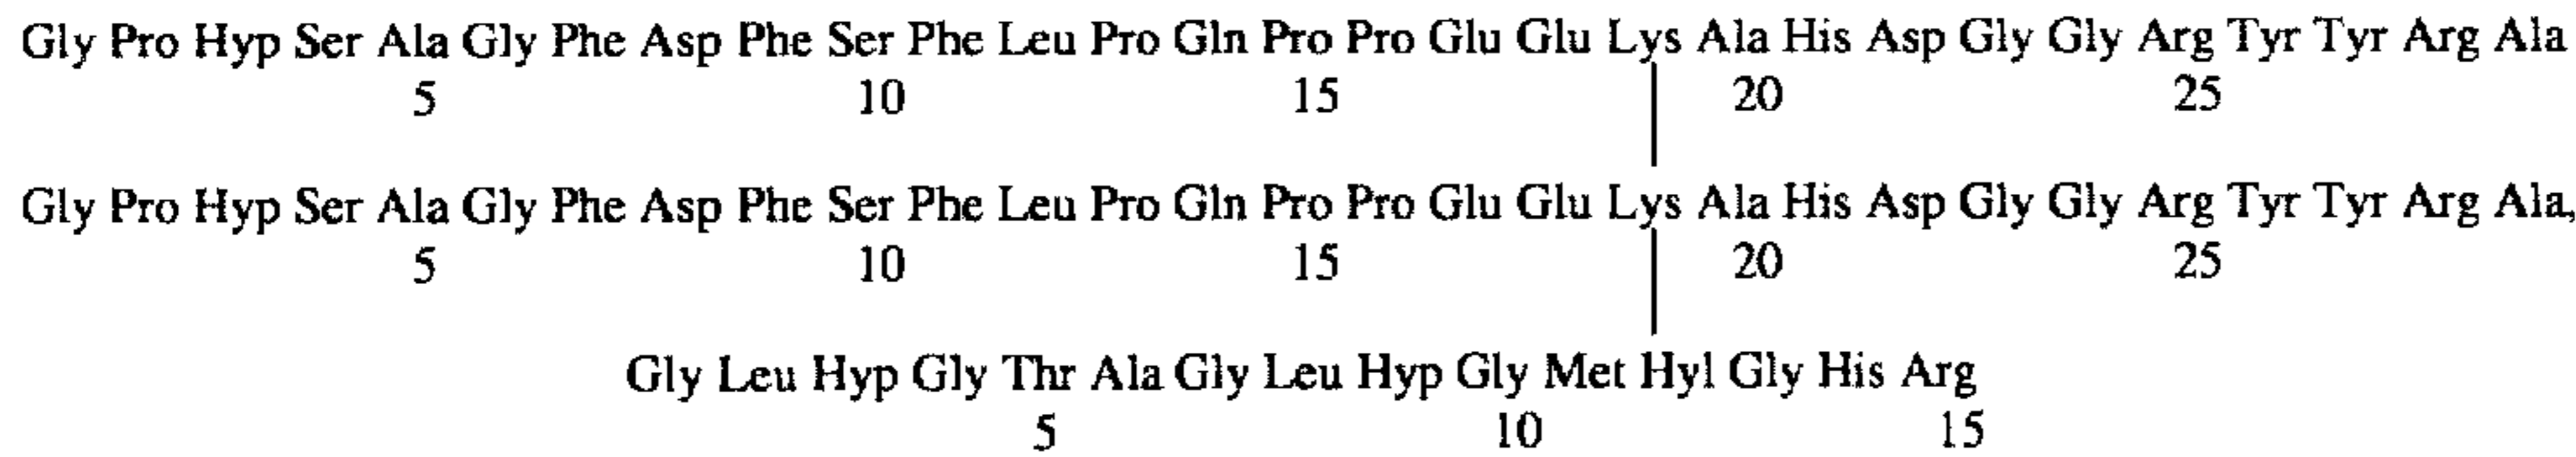 Gly Pro Hyp Ser Ala Gly Phe Asp Phe Ser Phe Leu Pro Gln Pro Pro Glu Glu Lys Ala His Asp Gly Gly Arg Tyr Tyr Arg Ala
5 10 15 20 25
Gly Pro Hyp Ser Ala Gly Phe Asp Phe Ser Phe Leu Pro Gln Pro Pro Glu Glu Lys Ala His Asp Gly Gly Arg Tyr Tyr Arg Ala,
5 10 15 20 25
Gly Leu Hyp Gly Thr Ala Gly Leu Hyp Gly Met Hyl Gly His Arg
5 10 15